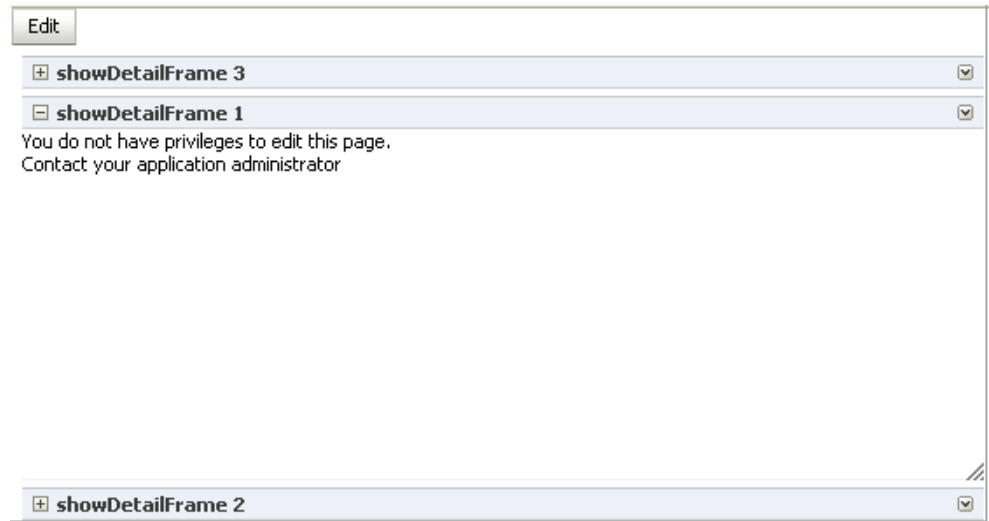 Edit
showDetailFrame 3
showDetailFrame 1
You do not have privileges to edit this page.
Contact your application administrator
showDetailFrame 2